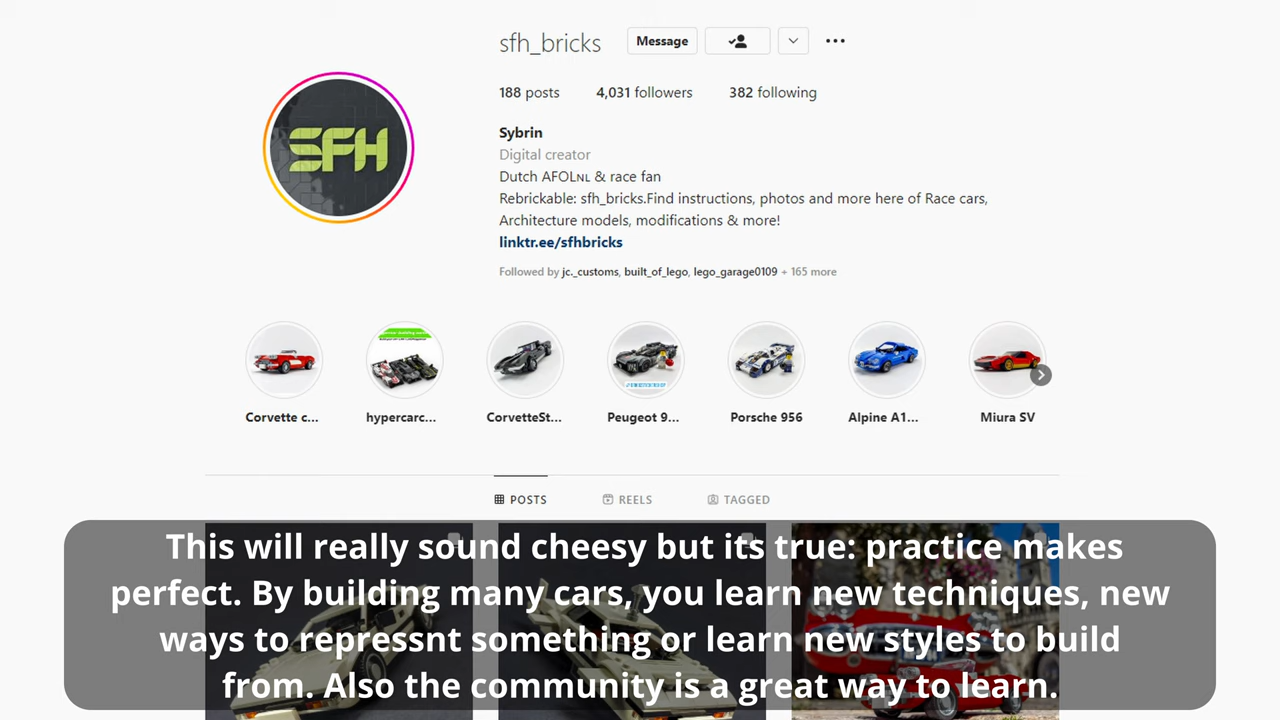 sfh_bricks Message
188 posts 4,031 followers 382 following
SFH
Sybrin
Digital creator
Dutch AFOLNL & race fan
Rebrickable: sfh_bricks.Find instructions, photos and more here of Race cars,
Architecture models, modifications & more!
linktr.ee/sfhbricks
Followed by jc._customs, built_of_lego, lego_garage0109 + 165 more
Corvette c... hypercarc... CorvetteSt... Peugeot 9... Porsche 956 Alpine A1... Miura SV
POSTS REELS TAGGED
This will really sound cheesy but its true: practice makes
perfect. By building many cars, you learn new techniques, new
ways to repressnt something or learn new styles to build
from. Also the community is a great way to learn.